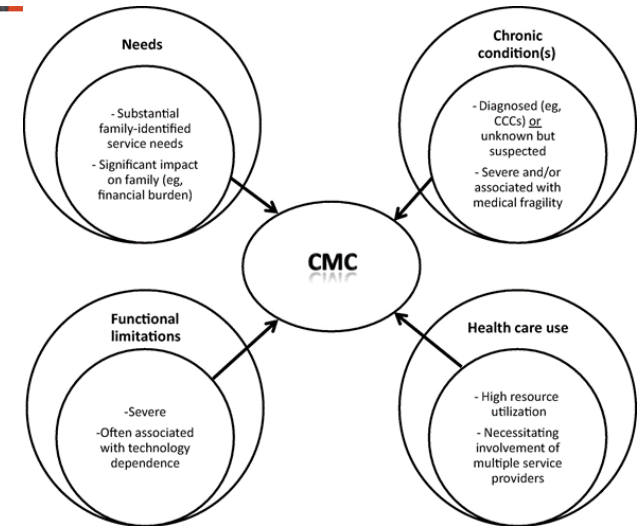 Needs
- Substantial
family-identified
service needs
- Significant impact
on family (eg,
financial burden)
Chronic
condition(s)
- Diagnosed (eg,
CCCs) or
unknown but
suspected
- Severe and/or
associated with
medical fragility
CMC
Functional
limitations
-Severe
-Often associated
with technology
dependence
Health care use
- High resource
utilization
- Necessitating
involvement of
multiple service
providers